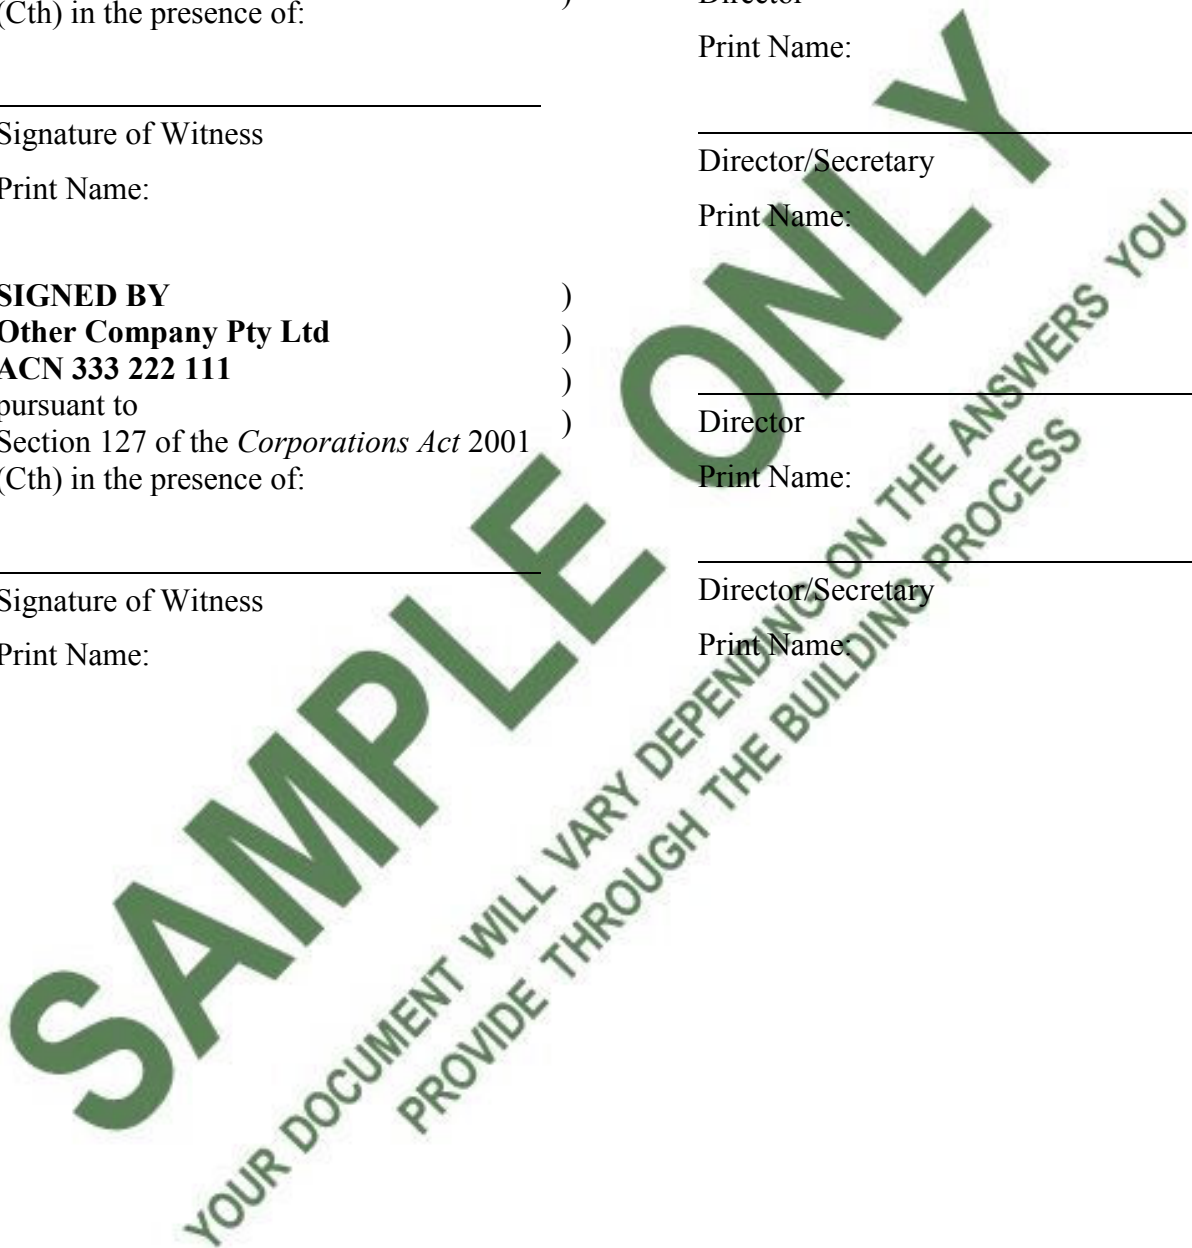 (Cth) in the presence of:
)
Director
Print Name:
Signature of Witness
Print Name:
Director/Secretary
Print Name:
SIGNED BY
Other Company Pty Ltd
ACN 333 222 111
pursuant to
Section 127 of the Corporations Act 2001
(Cth) in the presence of:
)
)
)
)
Director
Print Name:
Signature of Witness
Print Name:
Director/Secretary
Print Name:
SAMPLE ONLY
YOUR DOCUMENT WILL VARY DEPENDING ON THE ANSWERS YOU
PROVIDE THROUGH THE BUILDING PROCESS